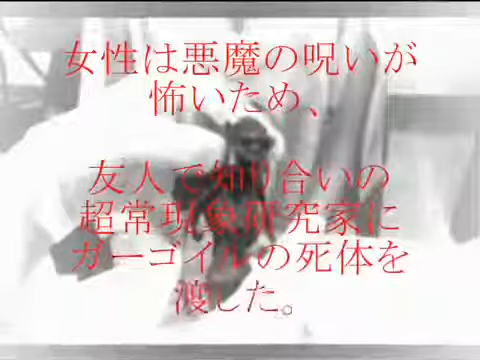 女性は悪魔の呪いが
怖いため、
友人で知り合いの
超常現象研究家に
ガーゴイルの死体を
渡した。